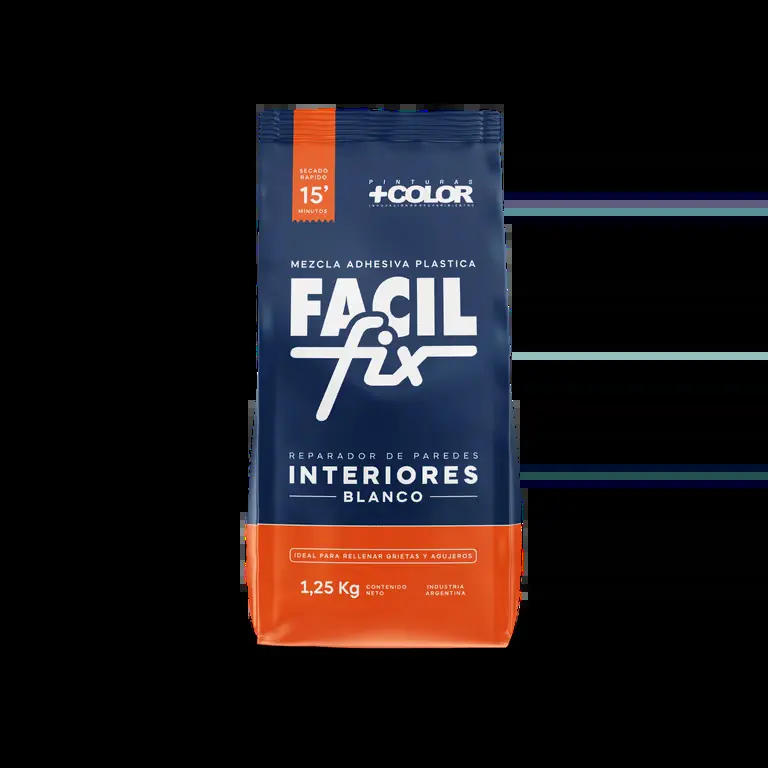 SECADO
RAPIDO
15'
MINUTOS
PINTURAS
+COLOR
MEZCLA ADHESIVA PLASTICA
FACIL
fix
REPARADOR DE PAREDES
INTERIORES
BLANCO
IDEAL PARA RELLENAR GRIETAS Y AGUJEROS
1,25 Kg
CONTENIDO
NETO
INDUSTRIA
ARGENTINA